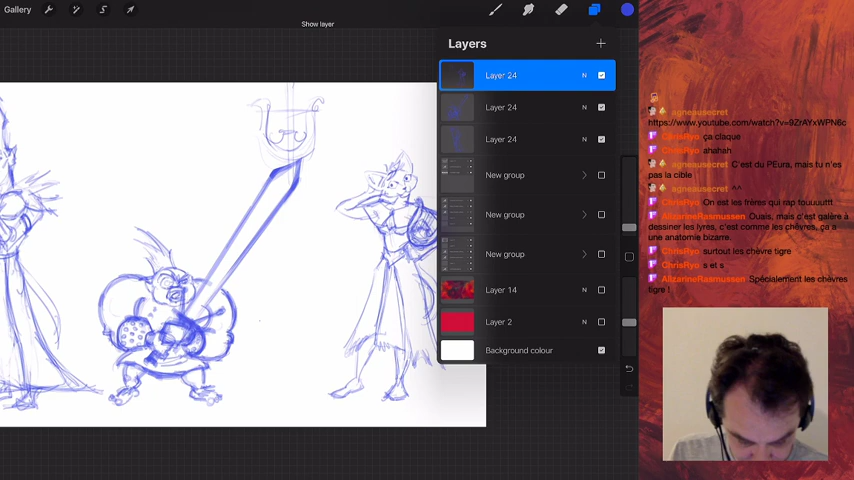 Gallery
Show layer
Layers
Layer 24 N
Layer 24 N
Layer 24 N
New group
New group
New group
Layer 14 N
Layer 2 N
Background colour
agneausecret
https://www.youtube.com/watch?v=9ZrAYxWPN6c
ChrisRyo ça claque
ChrisRyo ahahah
agneausecret C'est du PEura, mais tu n'es
pas la cible
agneausecret ^^
ChrisRyo On est les frères qui rap touuuuttt
AlizarineRasmussen Ouais, mais c'est galère à
dessiner les lyres, c'est comme les chèvres, ça a
une anatomie bizarre.
ChrisRyo surtout les chèvre tigre
ChrisRyo s et s
AlizarineRasmussen Spécialement les chèvres
tigre !